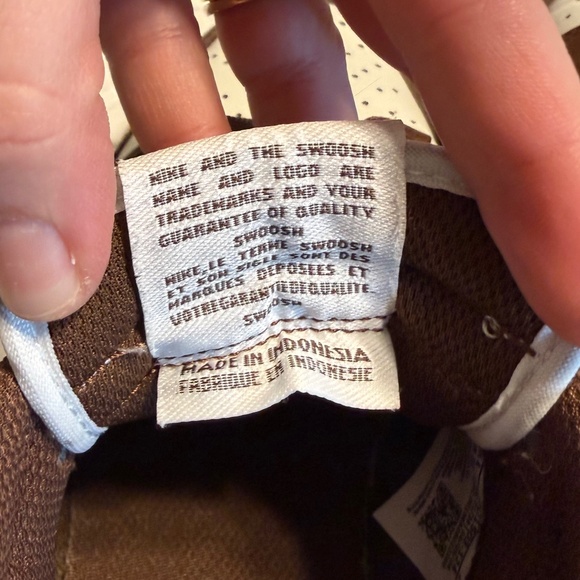 NIKE AND THE SWOOSH
NAME AND LOGO ARE
TRADEMARKS AND YOUR
GUARANTEE OF QUALITY
SWOOSH
NIKE, LE TERME SWOOSH
ET SON SIGLE SONT DES
MARQUES DEPOSEES ET
VOTREGARANTIEDEQUALITE.
SWOOSH
MADE IN INDONESIA
FABRIQUE EN INDONESIE